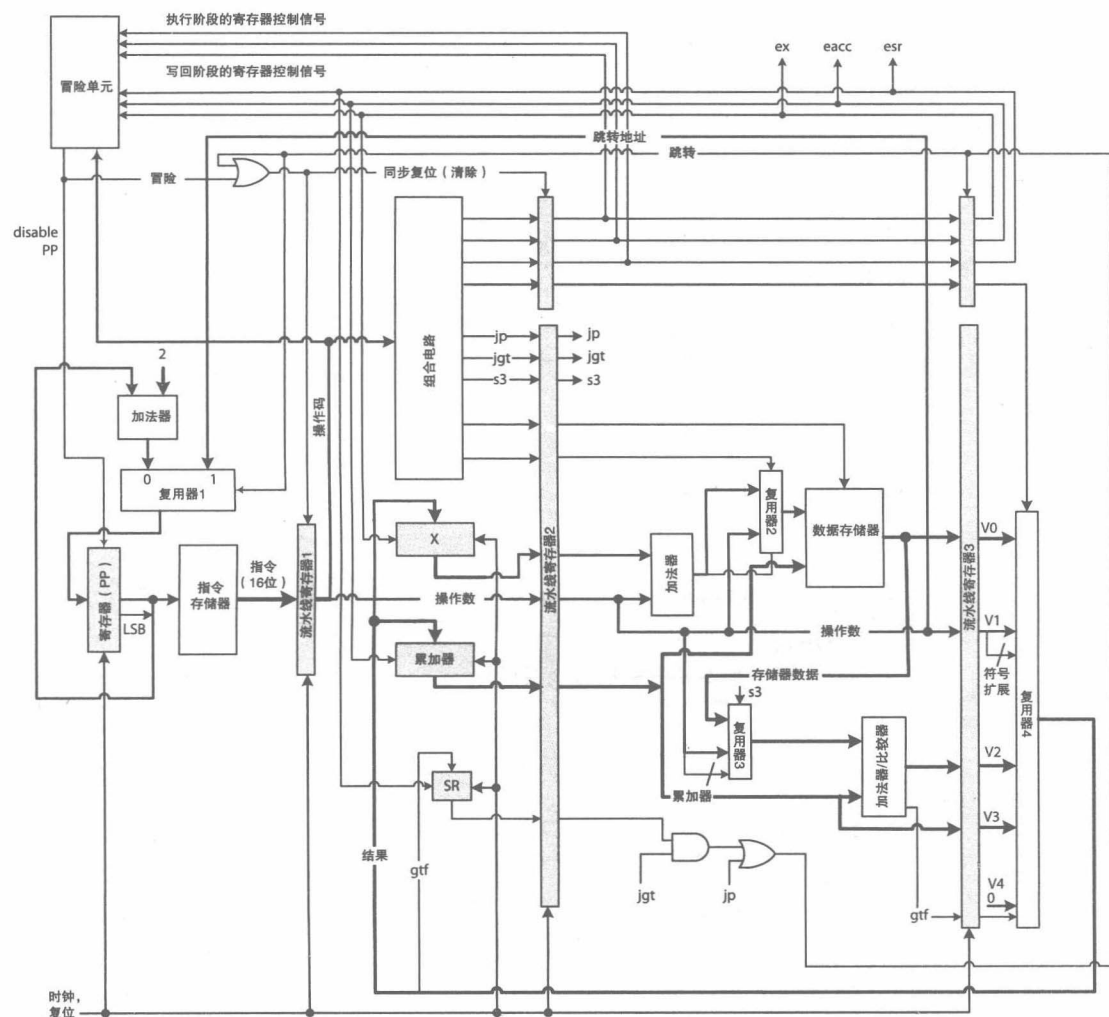 执行阶段的寄存器控制信号
ex
eacc
esr
冒险单元
写回阶段的寄存器控制信号
跳转地址
跳转
冒险
同步复位（清除）
disable
PP
组合电路
jp
jgt
s3
jp
jgt
s3
2
加法器
操作码
0
1
复用器1
寄存器（PP）
LSB
指令
存储器
指令
（16位）
流水线寄存器1
X
操作数
累加器
SR
结果
gtf
流水线寄存器2
加法器
复用器2
数据存储器
操作数
存储器数据
s3
复用器3
累加器
加法器/比较器
jgt
jp
gtf
流水线寄存器3
V0
V1
符号
扩展
V2
V3
V4
0
复用器4
时钟，
复位